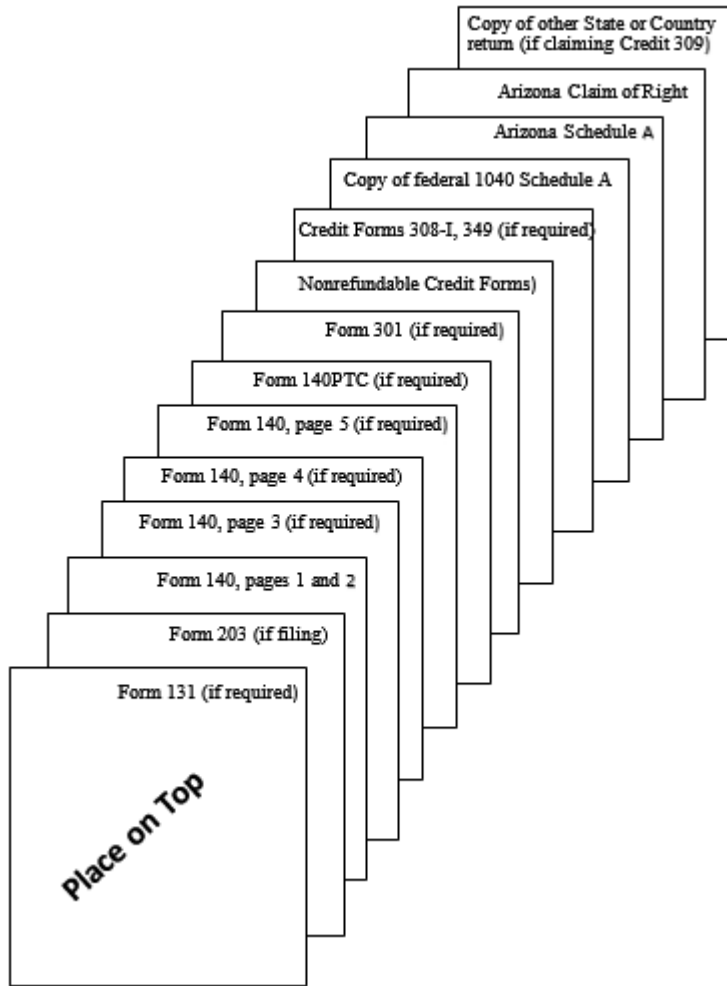 Copy of other State or Country
return (if claiming Credit 309)
Arizona Claim of Right
Arizona Schedule A
Copy of federal 1040 Schedule A
Credit Forms 308-I, 349 (if required)
Nonrefundable Credit Forms)
Form 301 (if required)
Form 140PTC (if required)
Form 140, page 5 (if required)
Form 140, page 4 (if required)
Form 140, page 3 (if required)
Form 140, pages 1 and 2
Form 203 (if filing)
Form 131 (if required)
Place on Top